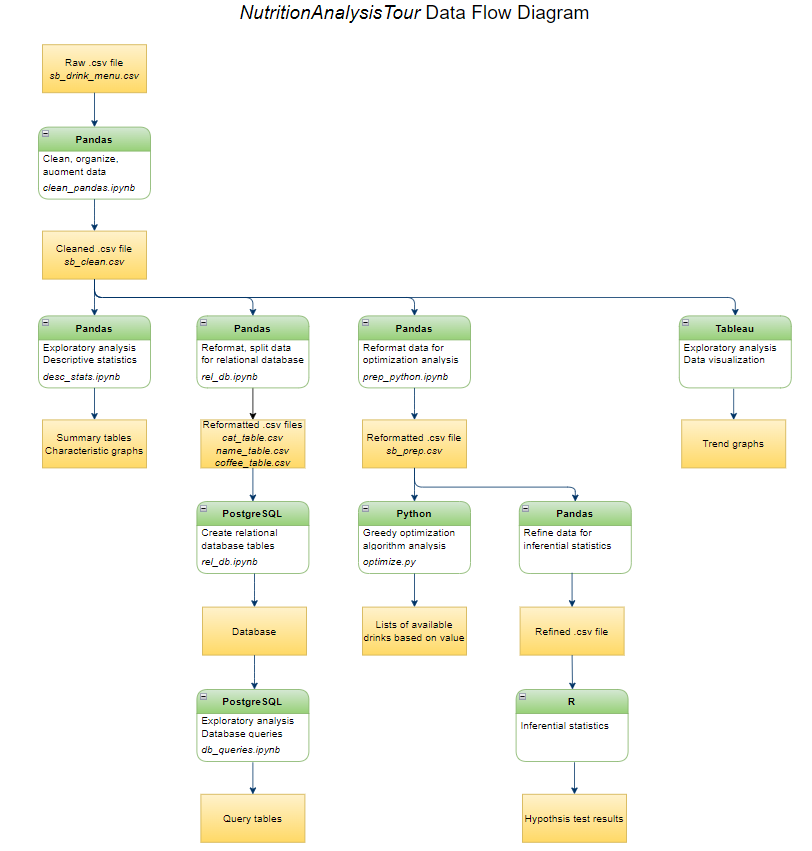 NutritionAnalysisTour Data Flow Diagram
Raw .csv file
sb_drink_menu.csv
Pandas
Clean, organize,
augment data
clean_pandas.ipynb
Cleaned .csv file
sb_clean.csv
Pandas
Exploratory analysis
Descriptive statistics
desc_stats.ipynb
Pandas
Reformat, split data
for relational database
rel_db.ipynb
Pandas
Reformat data for
optimization analysis
prep_python.ipynb
Tableau
Exploratory analysis
Data visualization
Summary tables
Characteristic graphs
Reformatted .csv files
cat_table.csv
name_table.csv
coffee_table.csv
Reformatted .csv file
sb_prep.csv
Trend graphs
PostgreSQL
Create relational
database tables
rel_db.ipynb
Python
Greedy optimization
algorithm analysis
optimize.py
Pandas
Refine data for
inferential statistics
Database
Lists of available
drinks based on value
Refined .csv file
PostgreSQL
Exploratory analysis
Database queries
db_queries.ipynb
R
Inferential statistics
Query tables
Hypothsis test results